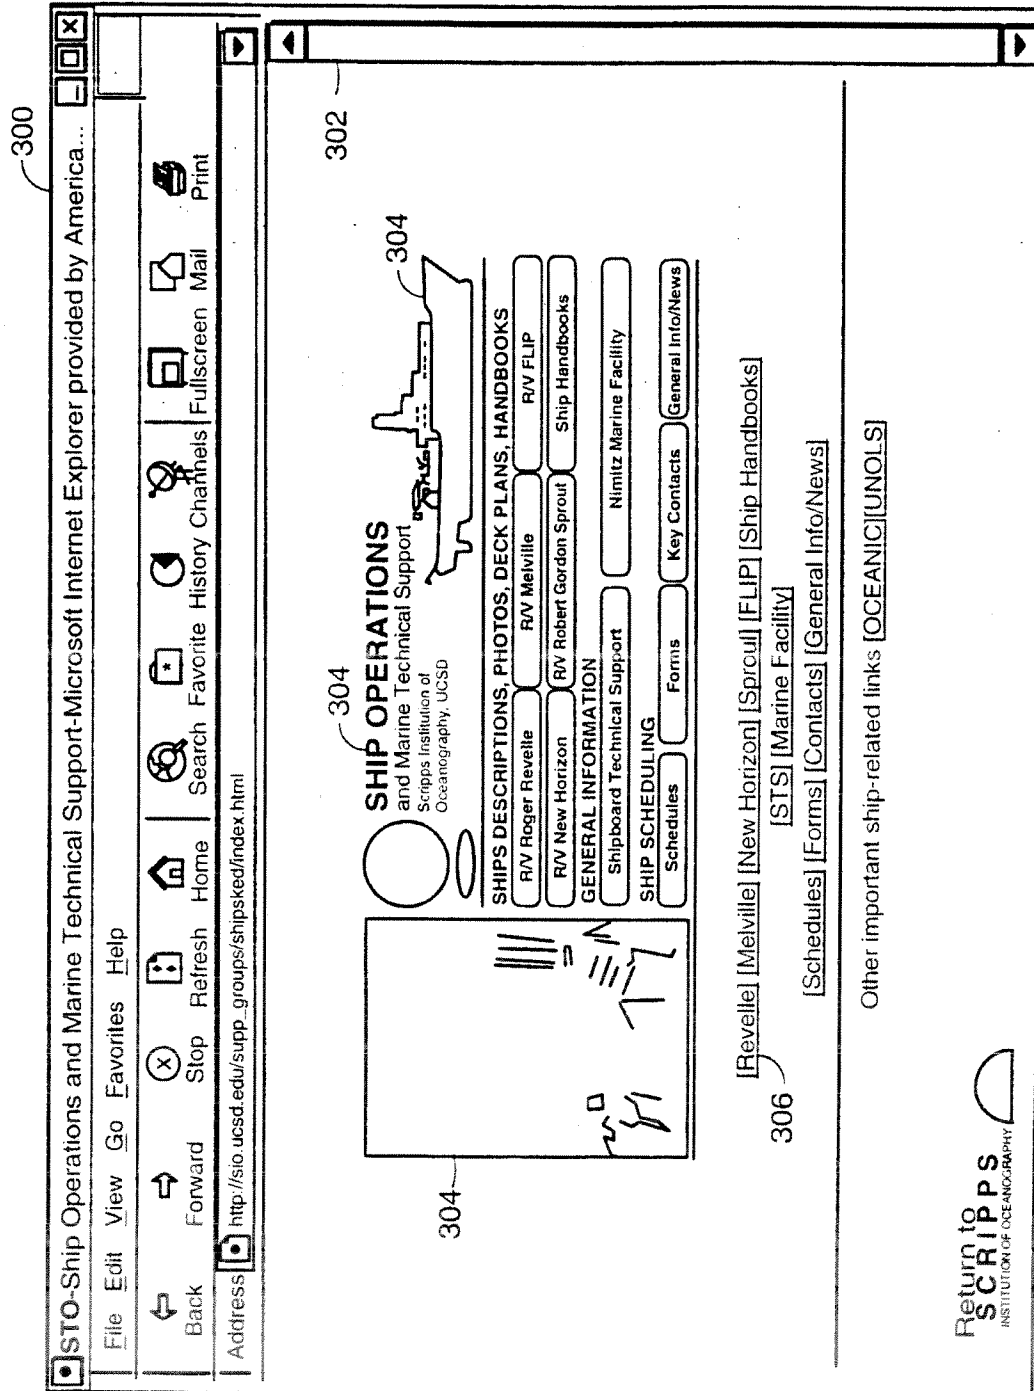 300
STO-Ship Operations and Marine Technical Support-Microsoft Internet Explorer provided by America...
File Edit View Go Favorites Help
Back Forward Stop Refresh Home Search Favorite History Channels Fullscreen Mail Print
Address http://sio.ucsd.edu/supp_groups/shipsked/index.html
302
304
304
304
SHIP OPERATIONS
and Marine Technical Support
Scripps Institution of
Oceanography, UCSD
SHIPS DESCRIPTIONS, PHOTOS, DECK PLANS, HANDBOOKS
R/V Roger Revelle R/V Melville R/V FLIP
R/V New Horizon R/V Robert Gordon Sprout Ship Handbooks
GENERAL INFORMATION
Shipboard Technical Support Nimitz Marine Facility
SHIP SCHEDULING
Schedules Forms Key Contacts General Info/News
[Revelle] [Melville] [New Horizon] [Sproul] [FLIP] [Ship Handbooks]
306
[STS] [Marine Facility]
[Schedules] [Forms] [Contacts] [General Info/News]
Other important ship-related links [OCEANIC][UNOLS]
Return to
SCRIPPS
INSTITUTION OF OCEANOGRAPHY